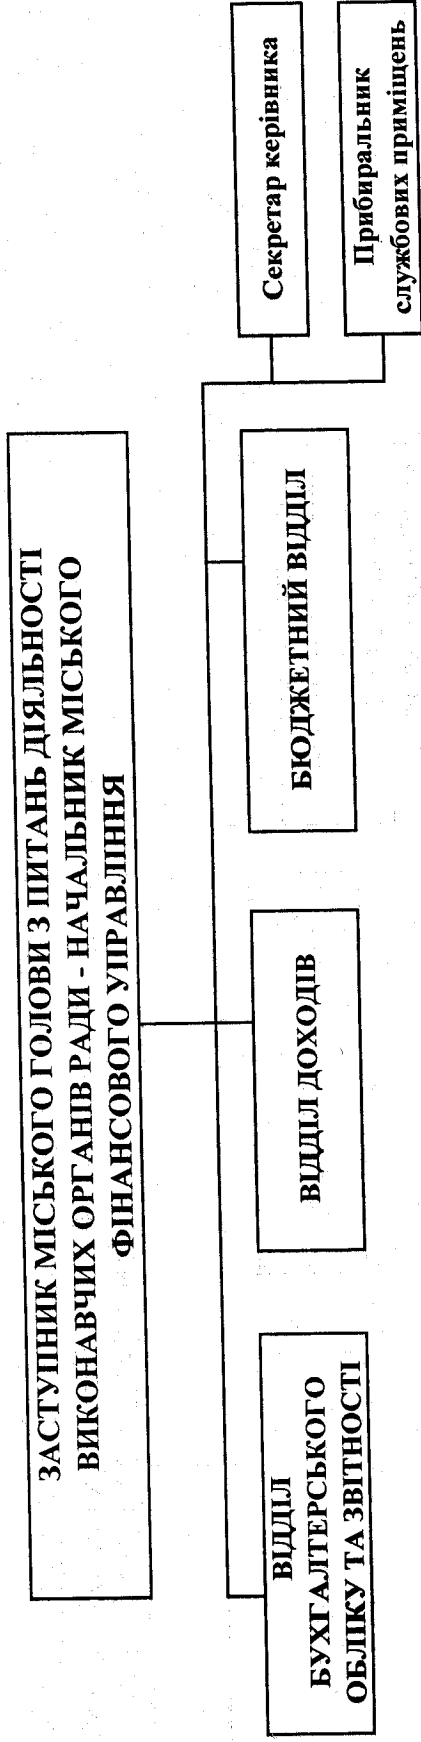 ЗАСТУПНИК МІСЬКОГО ГОЛОВИ З ПИТАНЬ ДІЯЛЬНОСТІ
ВИКОНАВЧИХ ОРГАНІВ РАДИ - НАЧАЛЬНИК МІСЬКОГО
ФІНАНСОВОГО УПРАВЛІННЯ
ВІДДІЛ
БУХГАЛТЕРСЬКОГО
ОБЛІКУ ТА ЗВІТНОСТІ
ВІДДІЛ ДОХОДІВ
БЮДЖЕТНИЙ ВІДДІЛ
Секретар керівника
Прибиральник
службових приміщень